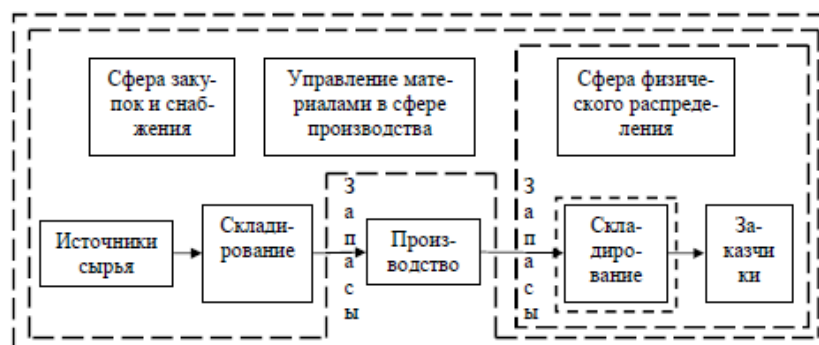 Сфера заку-
пок и снаб-
жения
Управление мате-
риалами в сфере
производства
Сфера физиче-
ского распреде-
ления
Источники
сырья
Склади-
рование
З
а
п
а
с
ы
Произ-
водство
З
а
п
а
с
ы
Скла-
диро-
вание
За-
казчи
ки